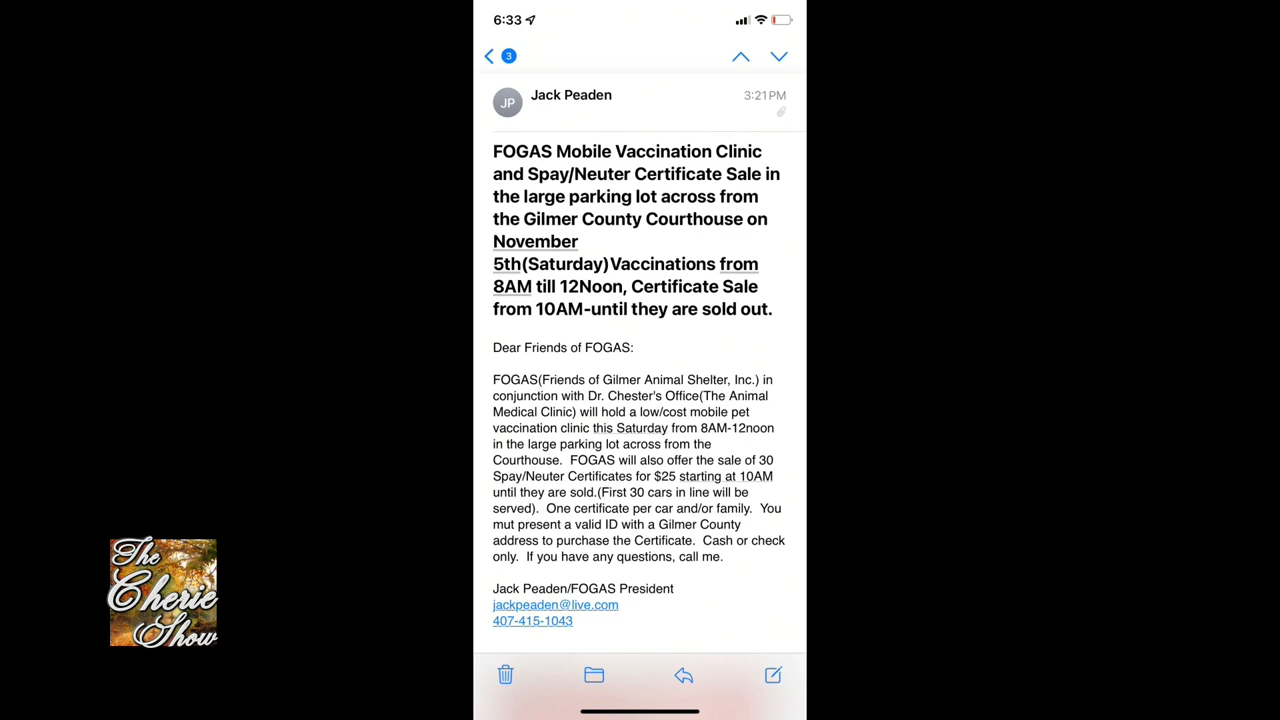 6:33
3
JP
Jack Peaden
3:21PM
FOGAS Mobile Vaccination Clinic
and Spay/Neuter Certificate Sale in
the large parking lot across from
the Gilmer County Courthouse on
November
5th(Saturday)Vaccinations from
8AM till 12Noon, Certificate Sale
from 10AM-until they are sold out.
Dear Friends of FOGAS:
FOGAS(Friends of Gilmer Animal Shelter, Inc.) in
conjunction with Dr. Chester's Office(The Animal
Medical Clinic) will hold a low/cost mobile pet
vaccination clinic this Saturday from 8AM-12noon
in the large parking lot across from the
Courthouse.  FOGAS will also offer the sale of 30
Spay/Neuter Certificates for $25 starting at 10AM
until they are sold.(First 30 cars in line will be
served).  One certificate per car and/or family.  You
mut present a valid ID with a Gilmer County
address to purchase the Certificate.  Cash or check
only.  If you have any questions, call me.
Jack Peaden/FOGAS President
jackpeaden@live.com
407-415-1043
The
Cherie
Show